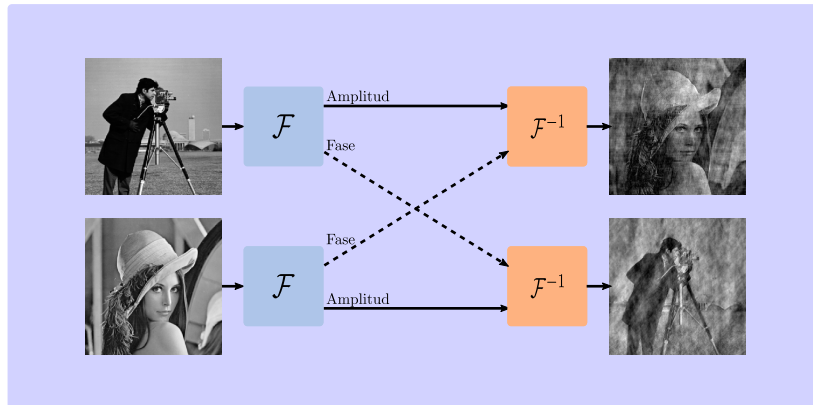 Amplitud
ℱ
ℱ⁻¹
Fase
Fase
ℱ
ℱ⁻¹
Amplitud